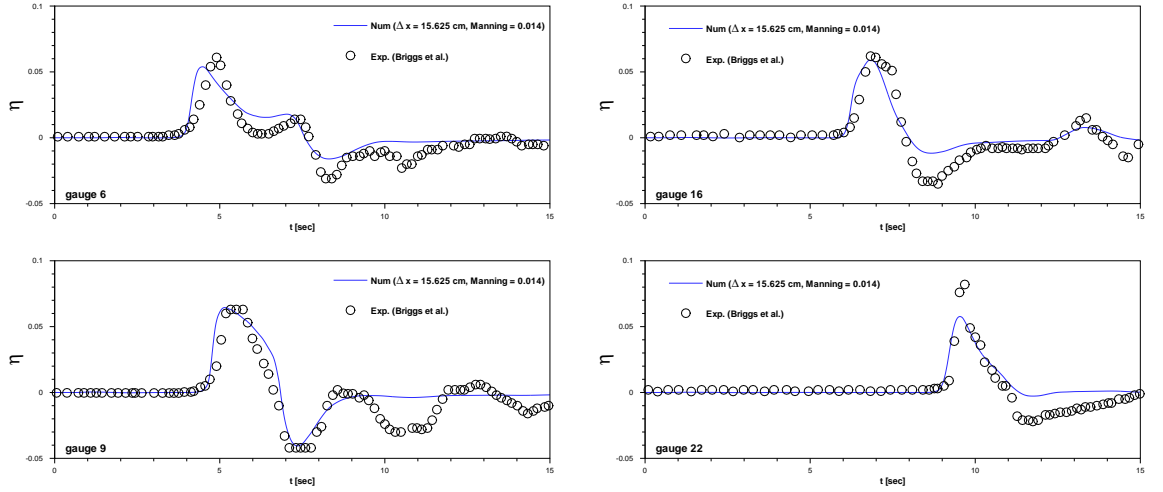 0.1
Num (Δ x = 15.625 cm, Manning = 0.014)
Exp. (Briggs et al.)
0.05
η
0
gauge 6
-0.05
0 5 10 15
t [sec]
0.1
Num (Δ x = 15.625 cm, Manning = 0.014)
Exp. (Briggs et al.)
0.05
η
0
gauge 16
-0.05
0 5 10 15
t [sec]
0.1
Num (Δ x = 15.625 cm, Manning = 0.014)
Exp. (Briggs et al.)
0.05
η
0
gauge 9
-0.05
0 5 10 15
t [sec]
0.1
Num (Δ x = 15.625 cm, Manning = 0.014)
Exp. (Briggs et al.)
0.05
η
0
gauge 22
-0.05
0 5 10 15
t [sec]